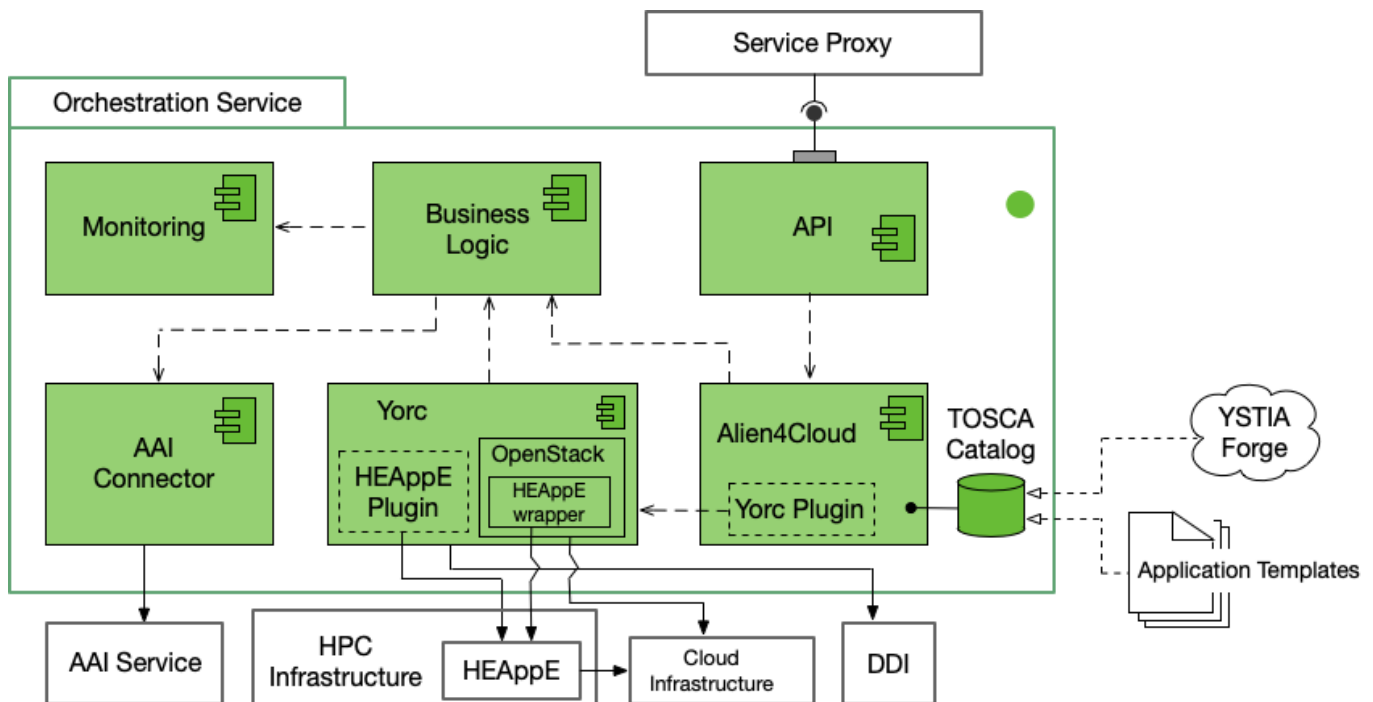 Service Proxy
Orchestration Service
Monitoring
Business
Logic
API
AAI
Connector
Yorc
HEAppE
Plugin
OpenStack
HEAppE
wrapper
Alien4Cloud
Yorc Plugin
TOSCA
Catalog
YSTIA
Forge
Application Templates
AAI Service
HPC
Infrastructure
HEAppE
Cloud
Infrastructure
DDI